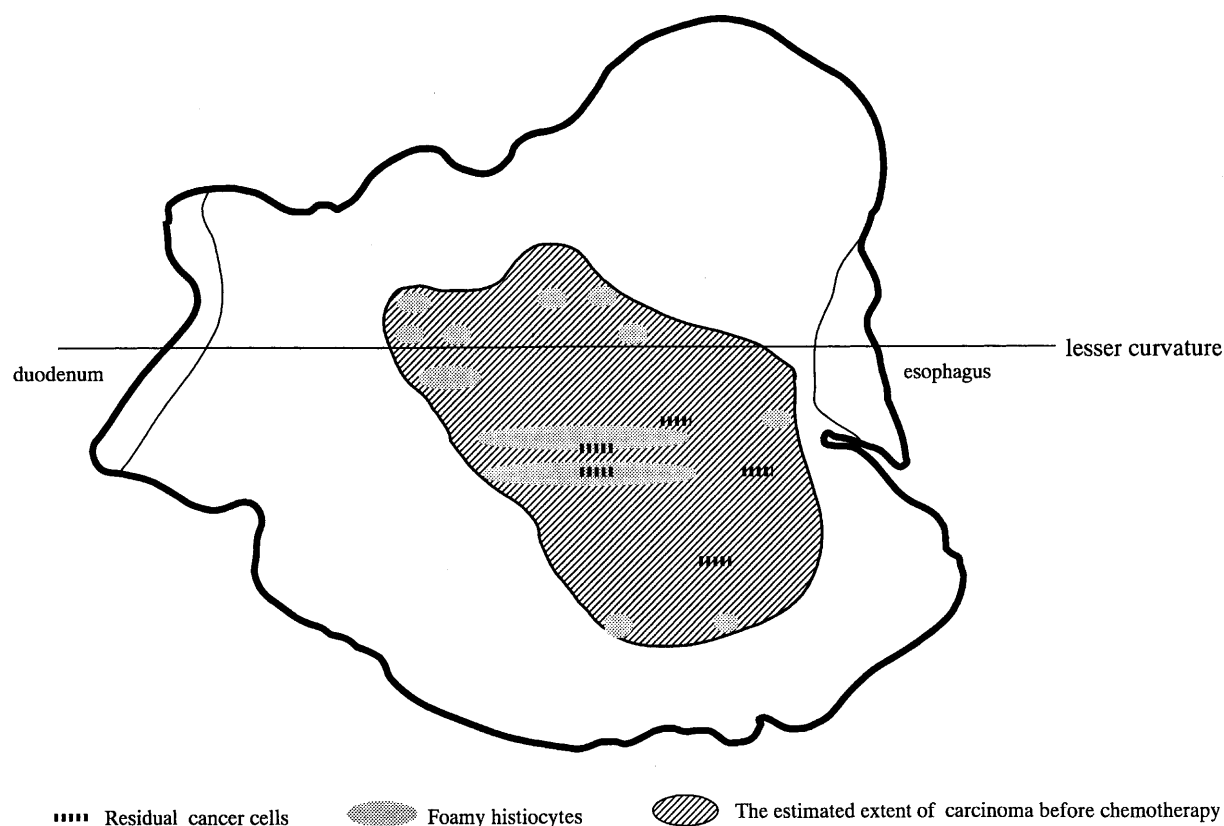 lesser curvature
duodenum
esophagus
Residual cancer cells
Foamy histiocytes
The estimated extent of carcinoma before chemotherapy